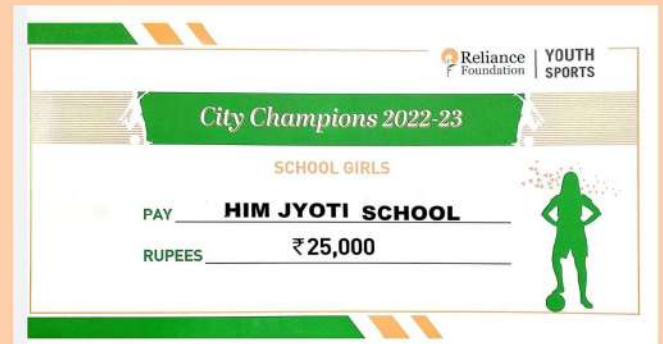 Reliance
Foundation
YOUTH
SPORTS
City Champions 2022-23
SCHOOL GIRLS
PAY HIM JYOTI SCHOOL
RUPEES ₹25,000